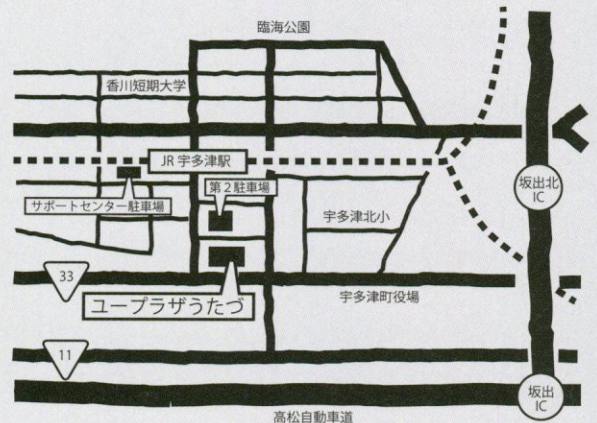 臨海公園
香川短期大学
JR 宇多津駅
サポートセンター駐車場
第2駐車場
宇多津北小
坂出北
IC
33
ユープラザうたづ
宇多津町役場
11
坂出
IC
高松自動車道